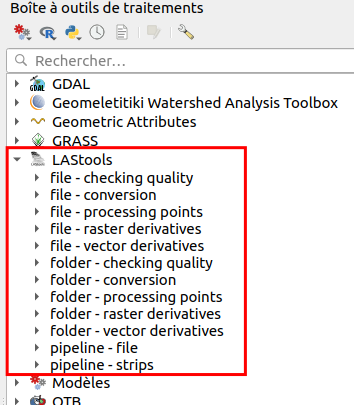 Boîte à outils de traitements
Rechercher...
GDAL
Geomeletitiki Watershed Analysis Toolbox
Geometric Attributes
GRASS
LAStools
file - checking quality
file - conversion
file - processing points
file - raster derivatives
file - vector derivatives
folder - checking quality
folder - conversion
folder - processing points
folder - raster derivatives
folder - vector derivatives
pipeline - file
pipeline - strips
Modèles
OTB